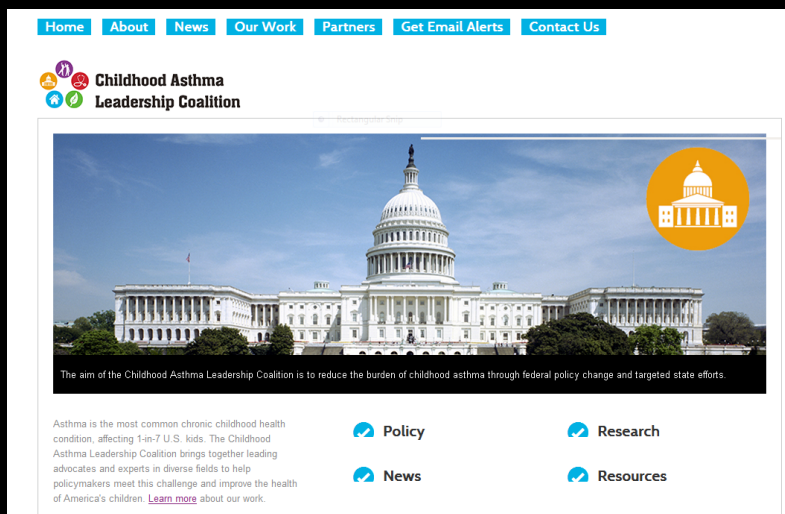 Home About News Our Work Partners Get Email Alerts Contact Us
Childhood Asthma
Leadership Coalition
Rectangular Snip
The aim of the Childhood Asthma Leadership Coalition is to reduce the burden of childhood asthma through federal policy change and targeted state efforts.
Asthma is the most common chronic childhood health
condition, affecting 1-in-7 U.S. kids. The Childhood
Asthma Leadership Coalition brings together leading
advocates and experts in diverse fields to help
policymakers meet this challenge and improve the health
of America's children. Learn more about our work.
Policy Research
News Resources